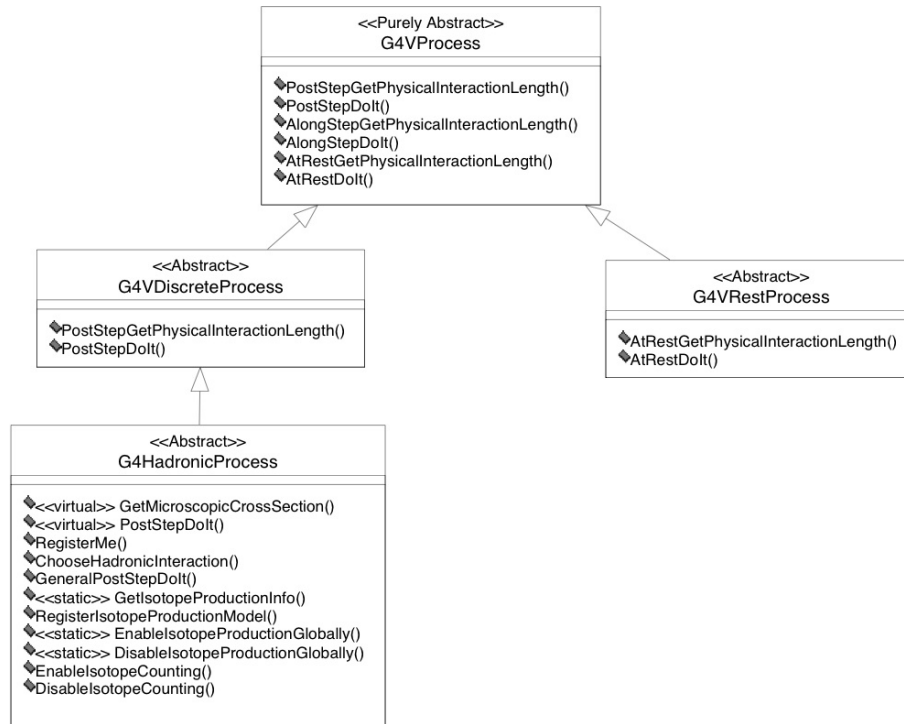 <<Purely Abstract>>
G4VProcess
PostStepGetPhysicalInteractionLength()
PostStepDoIt()
AlongStepGetPhysicalInteractionLength()
AlongStepDoIt()
AtRestGetPhysicalInteractionLength()
AtRestDoIt()
<<Abstract>>
G4VDiscreteProcess
PostStepGetPhysicalInteractionLength()
PostStepDoIt()
<<Abstract>>
G4VRestProcess
AtRestGetPhysicalInteractionLength()
AtRestDoIt()
<<Abstract>>
G4HadronicProcess
<<virtual>> GetMicroscopicCrossSection()
<<virtual>> PostStepDoIt()
RegisterMe()
ChooseHadronicInteraction()
GeneralPostStepDoIt()
<<static>> GetIsotopeProductionInfo()
RegisterIsotopeProductionModel()
<<static>> EnableIsotopeProductionGlobally()
<<static>> DisableIsotopeProductionGlobally()
EnableIsotopeCounting()
DisableIsotopeCounting()